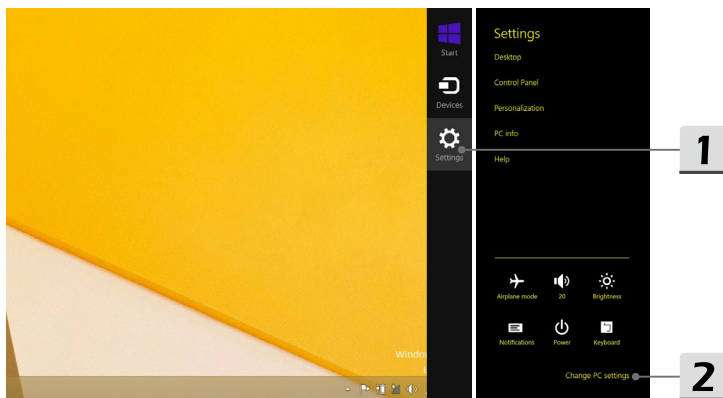 Start
Devices
Settings
Settings
Desktop
Control Panel
Personalization
PC info
Help
Airplane mode
20
Brightness
Notifications
Power
Keyboard
Change PC settings
1
2